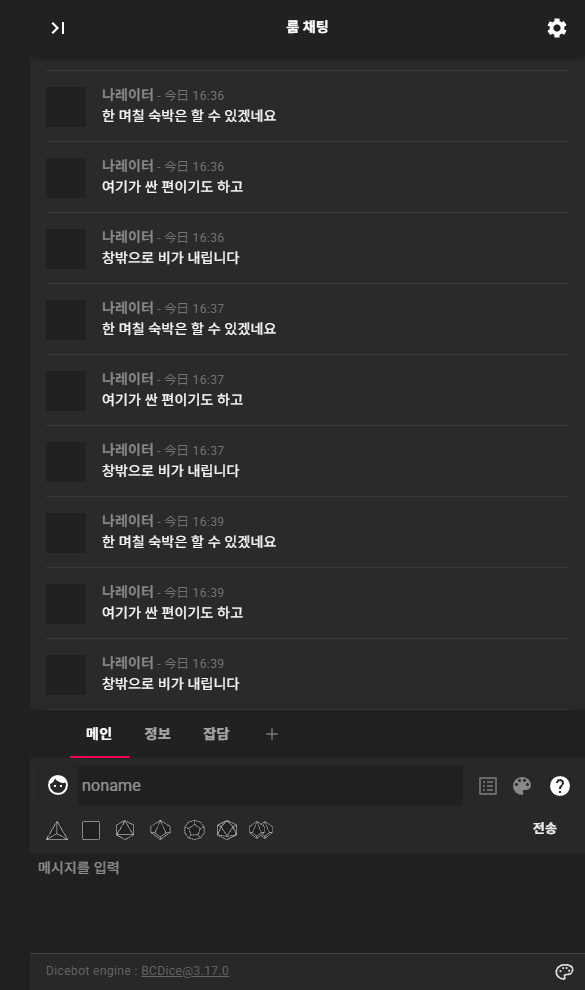 룸 채팅
나레이터 - 今日 16:36
한 며칠 숙박은 할 수 있겠네요
나레이터 - 今日 16:36
여기가 싼 편이기도 하고
나레이터 - 今日 16:36
창밖으로 비가 내립니다
나레이터 - 今日 16:37
한 며칠 숙박은 할 수 있겠네요
나레이터 - 今日 16:37
여기가 싼 편이기도 하고
나레이터 - 今日 16:37
창밖으로 비가 내립니다
나레이터 - 今日 16:39
한 며칠 숙박은 할 수 있겠네요
나레이터 - 今日 16:39
여기가 싼 편이기도 하고
나레이터 - 今日 16:39
창밖으로 비가 내립니다
메인 정보 잡담 +
noname
전송
메시지를 입력
Dicebot engine : BCDice@3.17.0